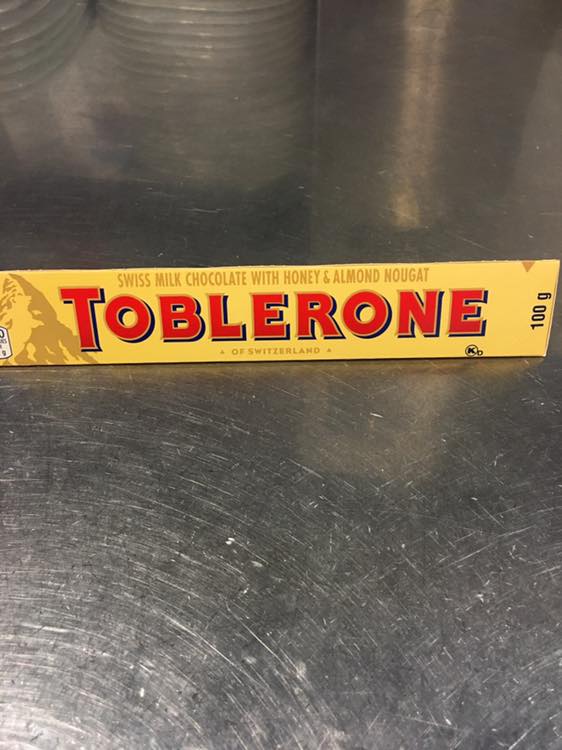 SWISS MILK CHOCOLATE WITH HONEY & ALMOND NOUGAT
TOBLERONE
OF SWITZERLAND
K D
100 g